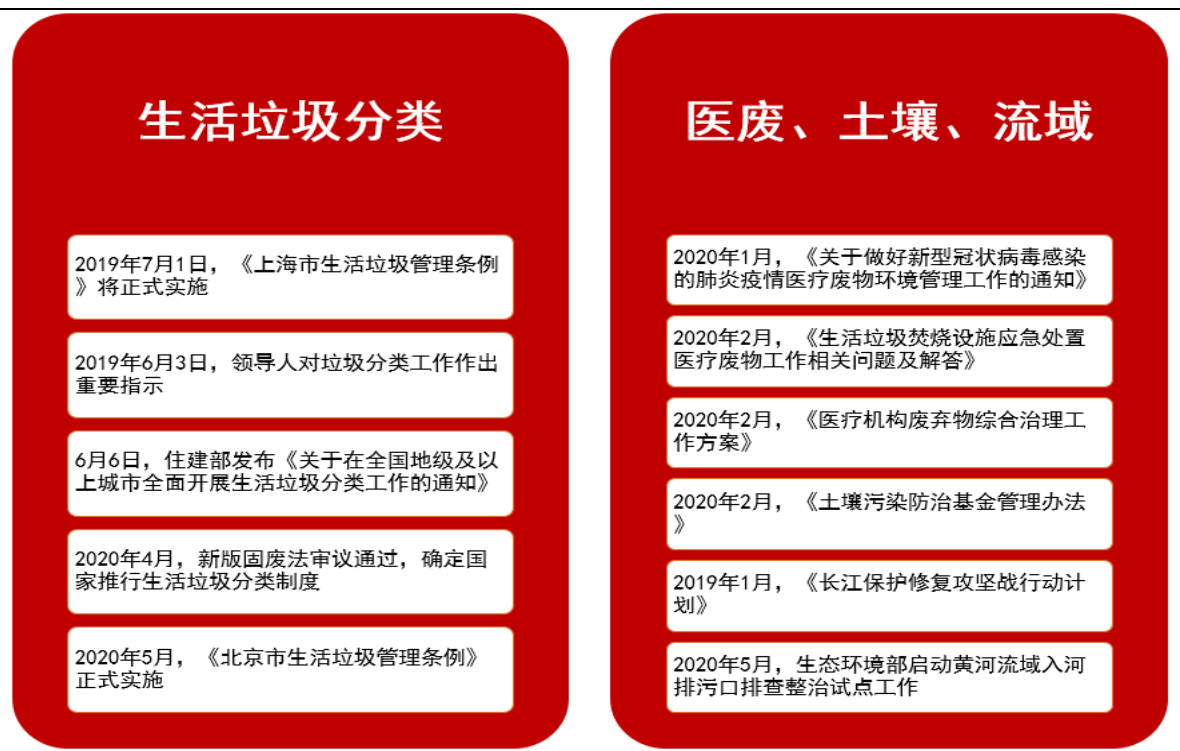 生活垃圾分类
2019年7月1日，《上海市生活垃圾管理条例
》将正式实施
2019年6月3日，领导人对垃圾分类工作作出
重要指示
6月6日，住建部发布《关于在全国地级及以
上城市全面开展生活垃圾分类工作的通知》
2020年4月，新版固废法审议通过，确定国
家推行生活垃圾分类制度
2020年5月，《北京市生活垃圾管理条例》
正式实施
医废、土壤、流域
2020年1月，《关于做好新型冠状病毒感染
的肺炎疫情医疗废物环境管理工作的通知》
2020年2月，《生活垃圾焚烧设施应急处置
医疗废物工作相关问题及解答》
2020年2月，《医疗机构废弃物综合治理工
作方案》
2020年2月，《土壤污染防治基金管理办法
》
2019年1月，《长江保护修复攻坚战行动计
划》
2020年5月，生态环境部启动黄河流域入河
排污口排查整治试点工作